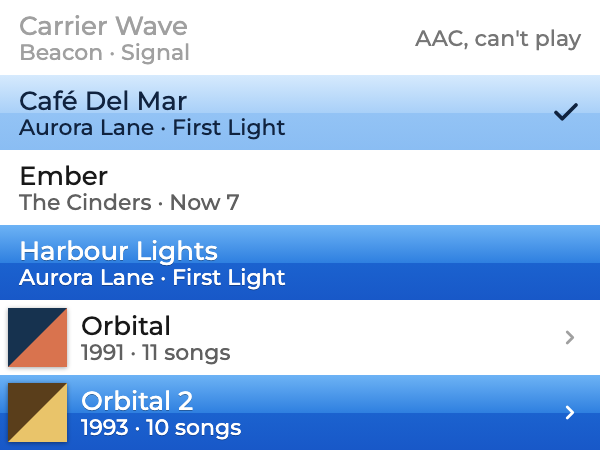 Carrier Wave
Beacon · Signal
AAC, can't play
Café Del Mar
Aurora Lane · First Light
Ember
The Cinders · Now 7
Harbour Lights
Aurora Lane · First Light
Orbital
1991 · 11 songs
Orbital 2
1993 · 10 songs